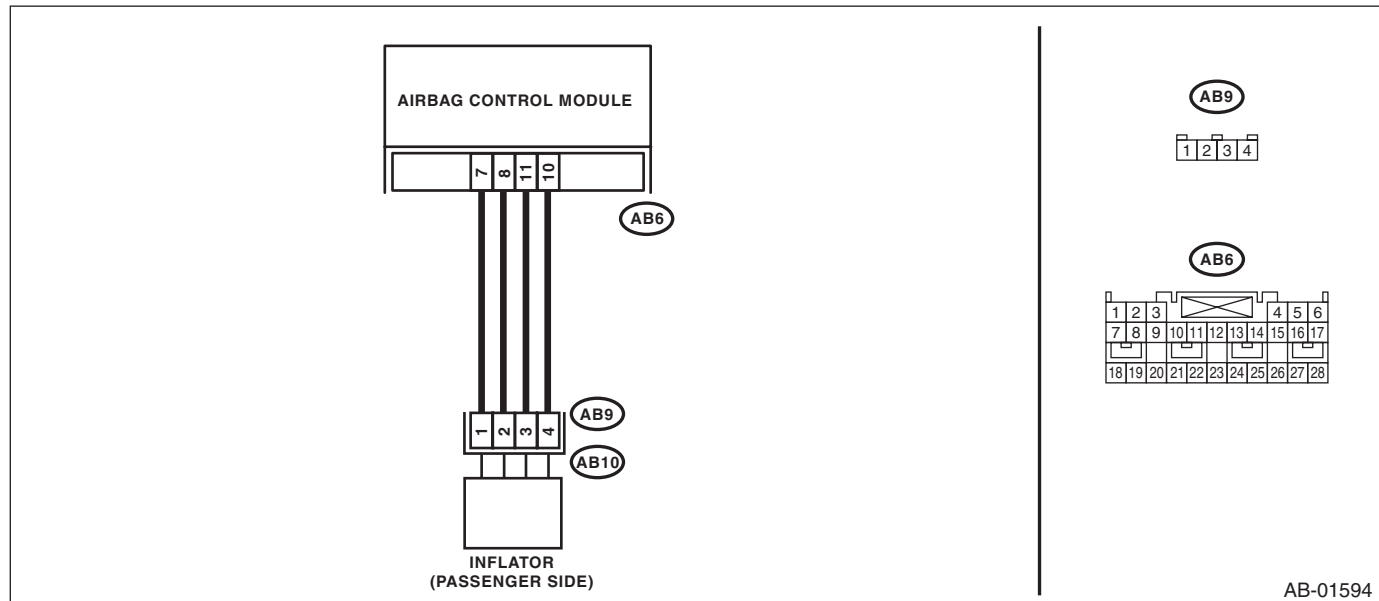 AIRBAG CONTROL MODULE
7 8 11 10
AB6
1 2 3 4
AB9
AB10
INFLATOR
(PASSENGER SIDE)
AB9
1 2 3 4
AB6
1 2 3 4 5 6
7 8 9 10 11 12 13 14 15 16 17
18 19 20 21 22 23 24 25 26 27 28
AB-01594